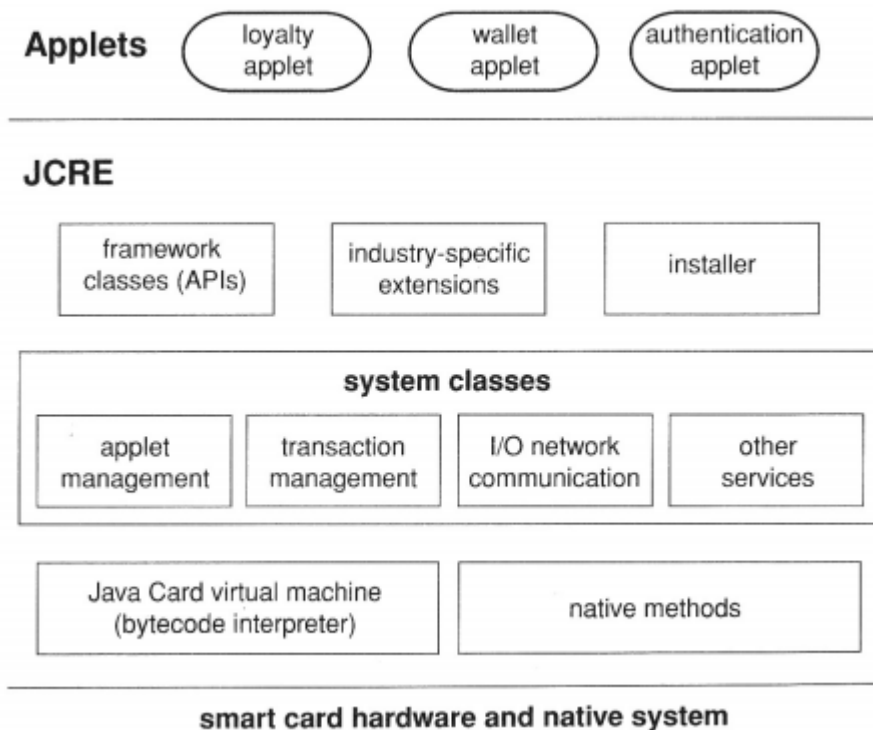 Applets
loyalty
applet
wallet
applet
authentication
applet
JCRE
framework
classes (APIs)
industry-specific
extensions
installer
system classes
applet
management
transaction
management
I/O network
communication
other
services
Java Card virtual machine
(bytecode interpreter)
native methods
smart card hardware and native system